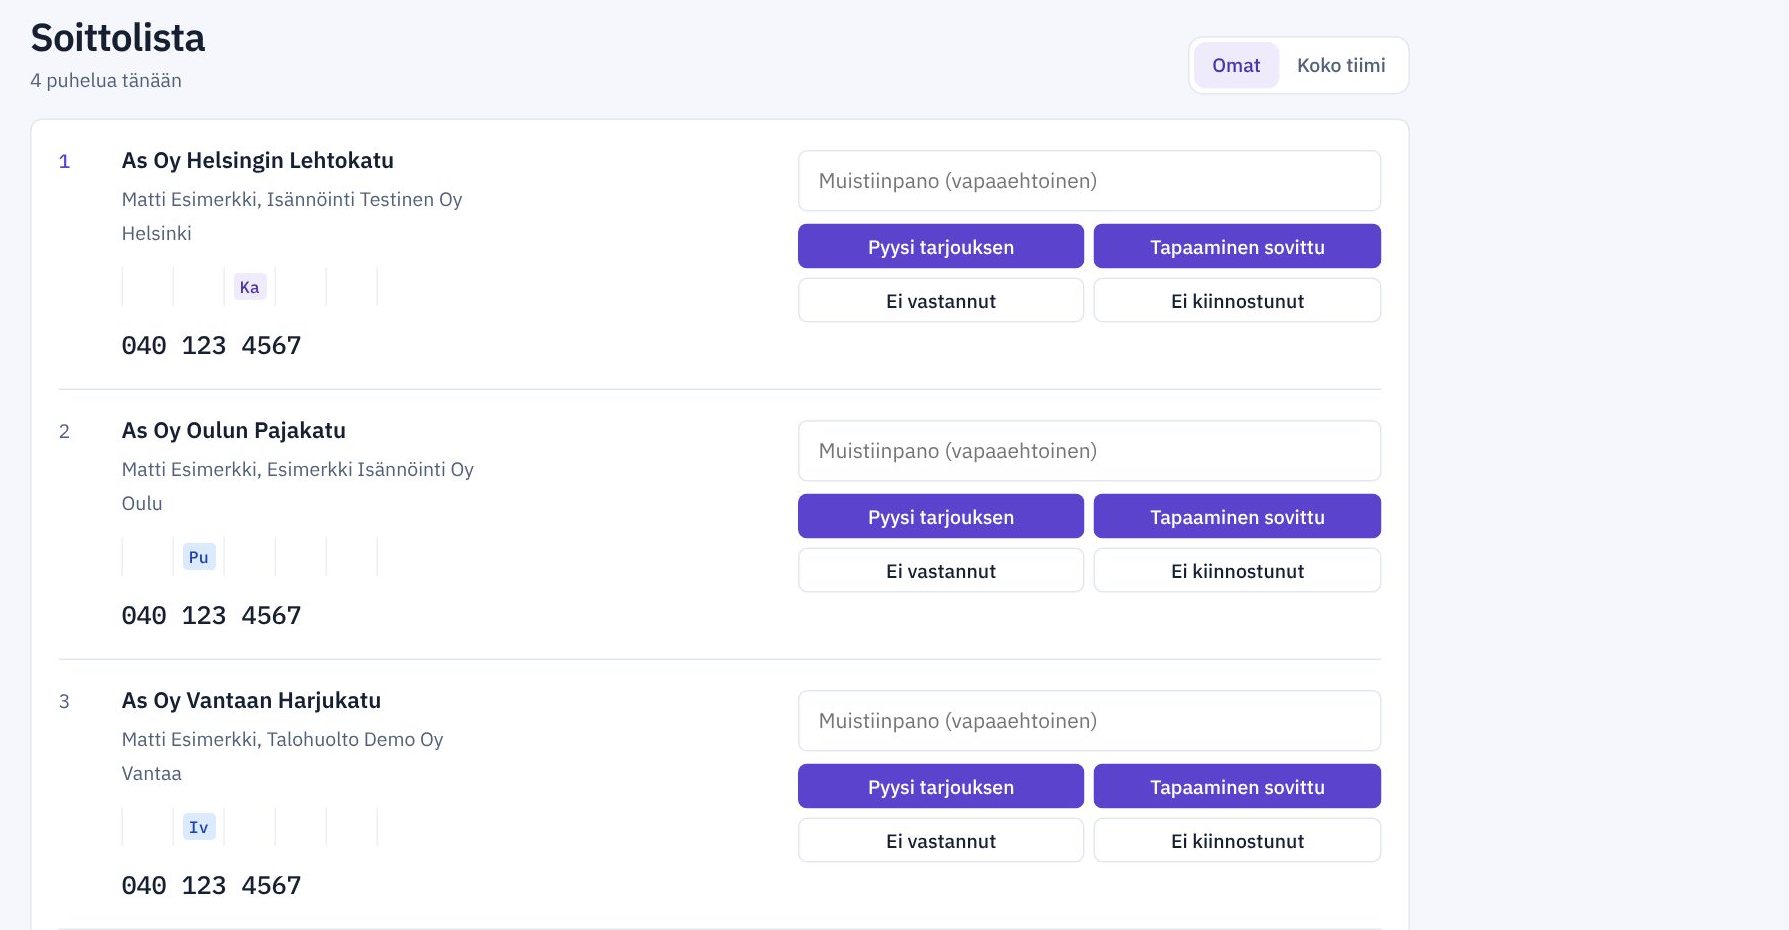 Soittolista
4 puhelua tänään
Omat
Koko tiimi
1
As Oy Helsingin Lehtokatu
Matti Esimerkki, Isännöinti Testinen Oy
Helsinki
Ka
040 123 4567
Muistiinpano (vapaaehtoinen)
Pyysi tarjouksen
Tapaaminen sovittu
Ei vastannut
Ei kiinnostunut
2
As Oy Oulun Pajakatu
Matti Esimerkki, Esimerkki Isännöinti Oy
Oulu
Pu
040 123 4567
Muistiinpano (vapaaehtoinen)
Pyysi tarjouksen
Tapaaminen sovittu
Ei vastannut
Ei kiinnostunut
3
As Oy Vantaan Harjukatu
Matti Esimerkki, Talohuolto Demo Oy
Vantaa
Iv
040 123 4567
Muistiinpano (vapaaehtoinen)
Pyysi tarjouksen
Tapaaminen sovittu
Ei vastannut
Ei kiinnostunut